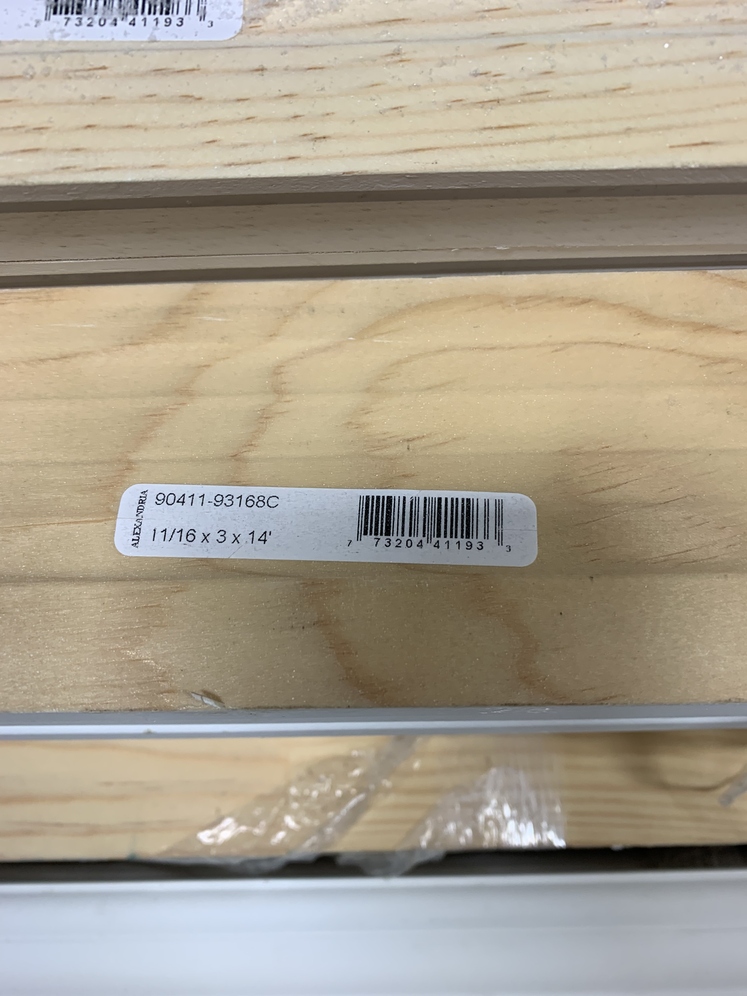 73204 41193 3
ALEXANDRIA
90411-93168C
11/16 x 3 x 14'
7 73204 41193 3